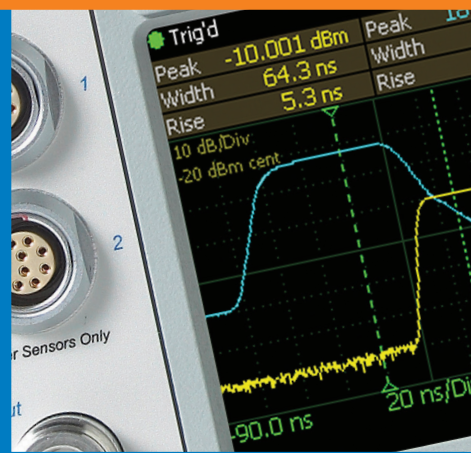 Trig'd
Peak -10.001 dBm Peak
Width 64.3 ns Width
Rise 5.3 ns Rise
10 dB/Div
-20 dBm cent
1
2
Sensors Only
-90.0 ns
20 ns/Di